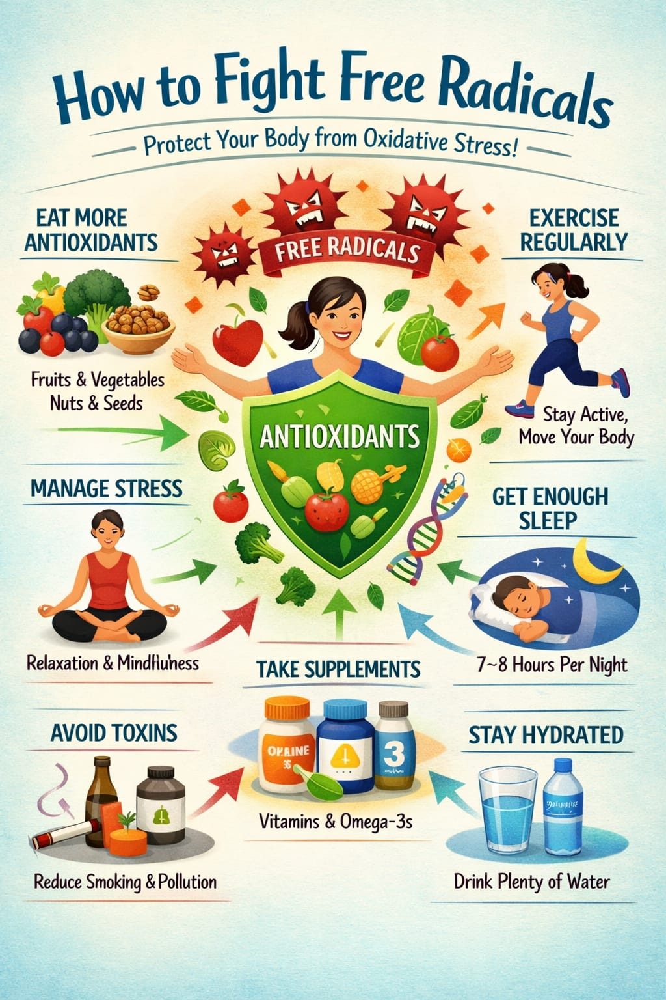 How to Fight Free Radicals
Protect Your Body from Oxidative Stress!
EAT MORE
ANTIOXIDANTS
Fruits & Vegetables
Nuts & Seeds
FREE RADICALS
ANTIOXIDANTS
EXERCISE
REGULARLY
Stay Active,
Move Your Body
MANAGE STRESS
Relaxation &
GET ENOUGH
SLEEP
7~8 Hours Per Night
TAKE SUPPLEMENTS
3
Vitamins & Omega-3s
AVOID TOXINS
Reduce Smoking & Pollution
STAY HYDRATED
Drink Plenty of Water